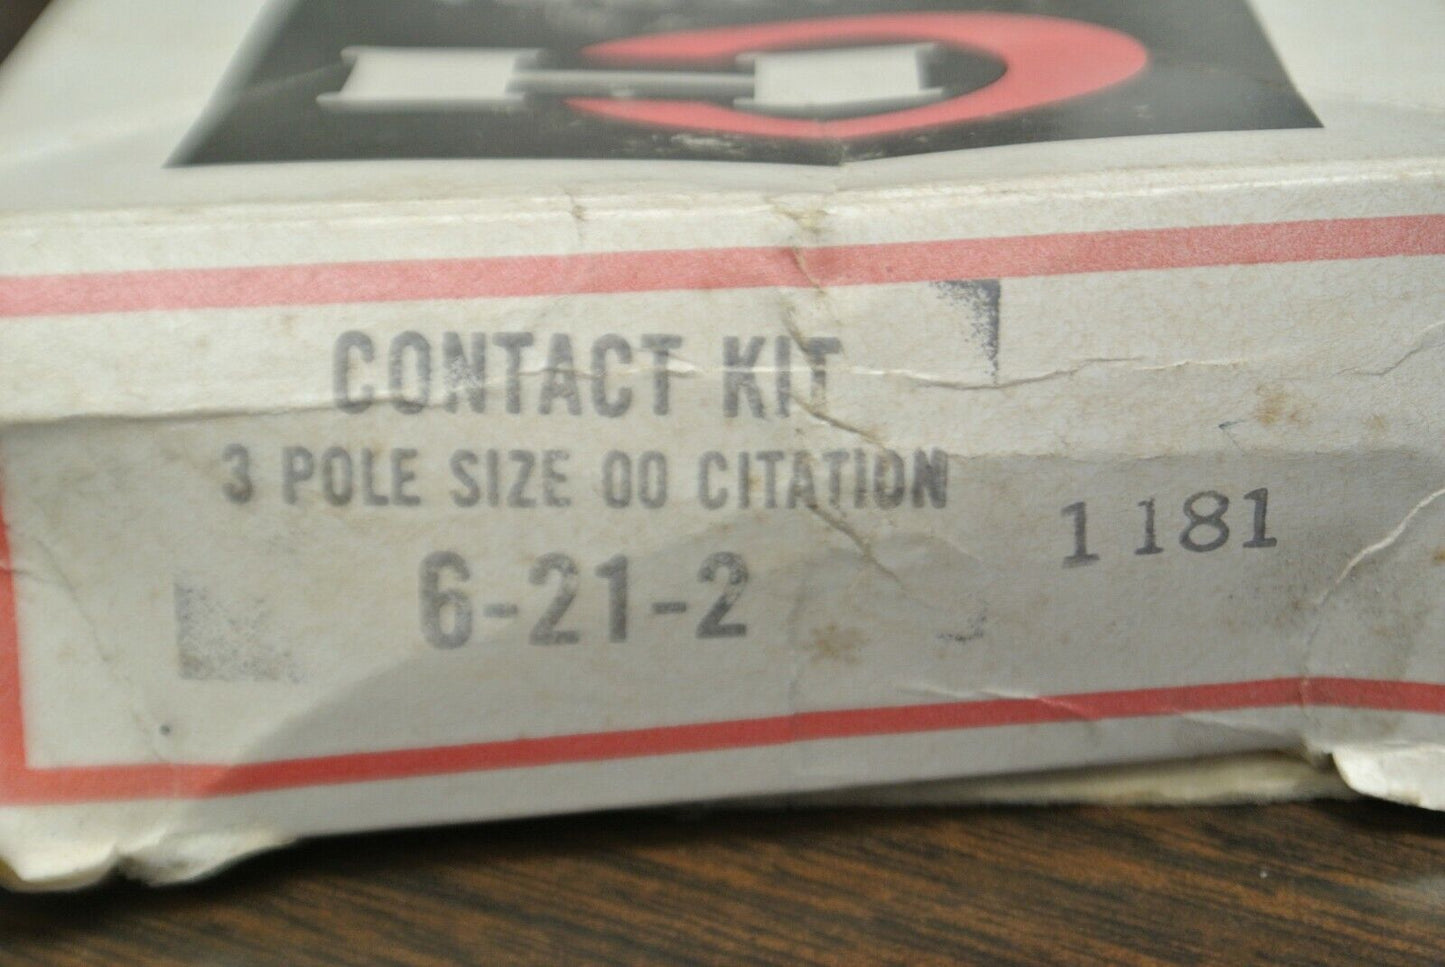 CONTACT KIT
3 POLE SIZE 00 CITATION
6-21-2
1181